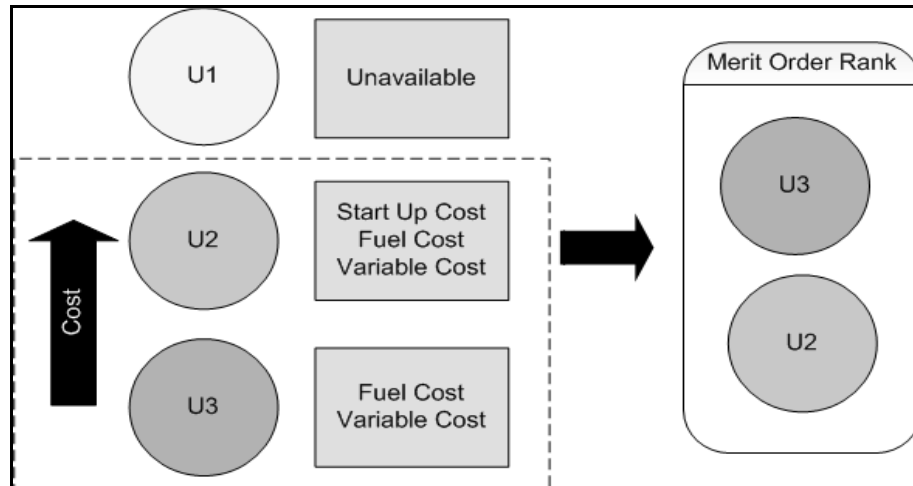 U1
Unavailable
Merit Order Rank
U3
U2
Start Up Cost
Fuel Cost
Variable Cost
Cost
U2
U3
Fuel Cost
Variable Cost